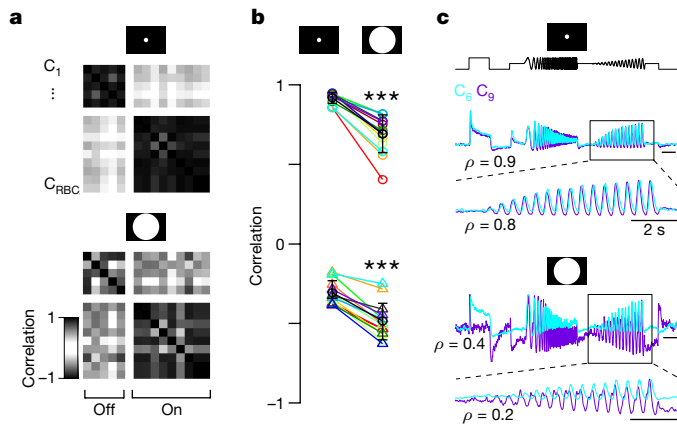 a
C1
⋮
CRBC
Correlation
1
−1
Off
On
b
***
1
Correlation
0
***
−1
c
C6 C9
ρ = 0.9
ρ = 0.8
2 s
ρ = 0.4
ρ = 0.2